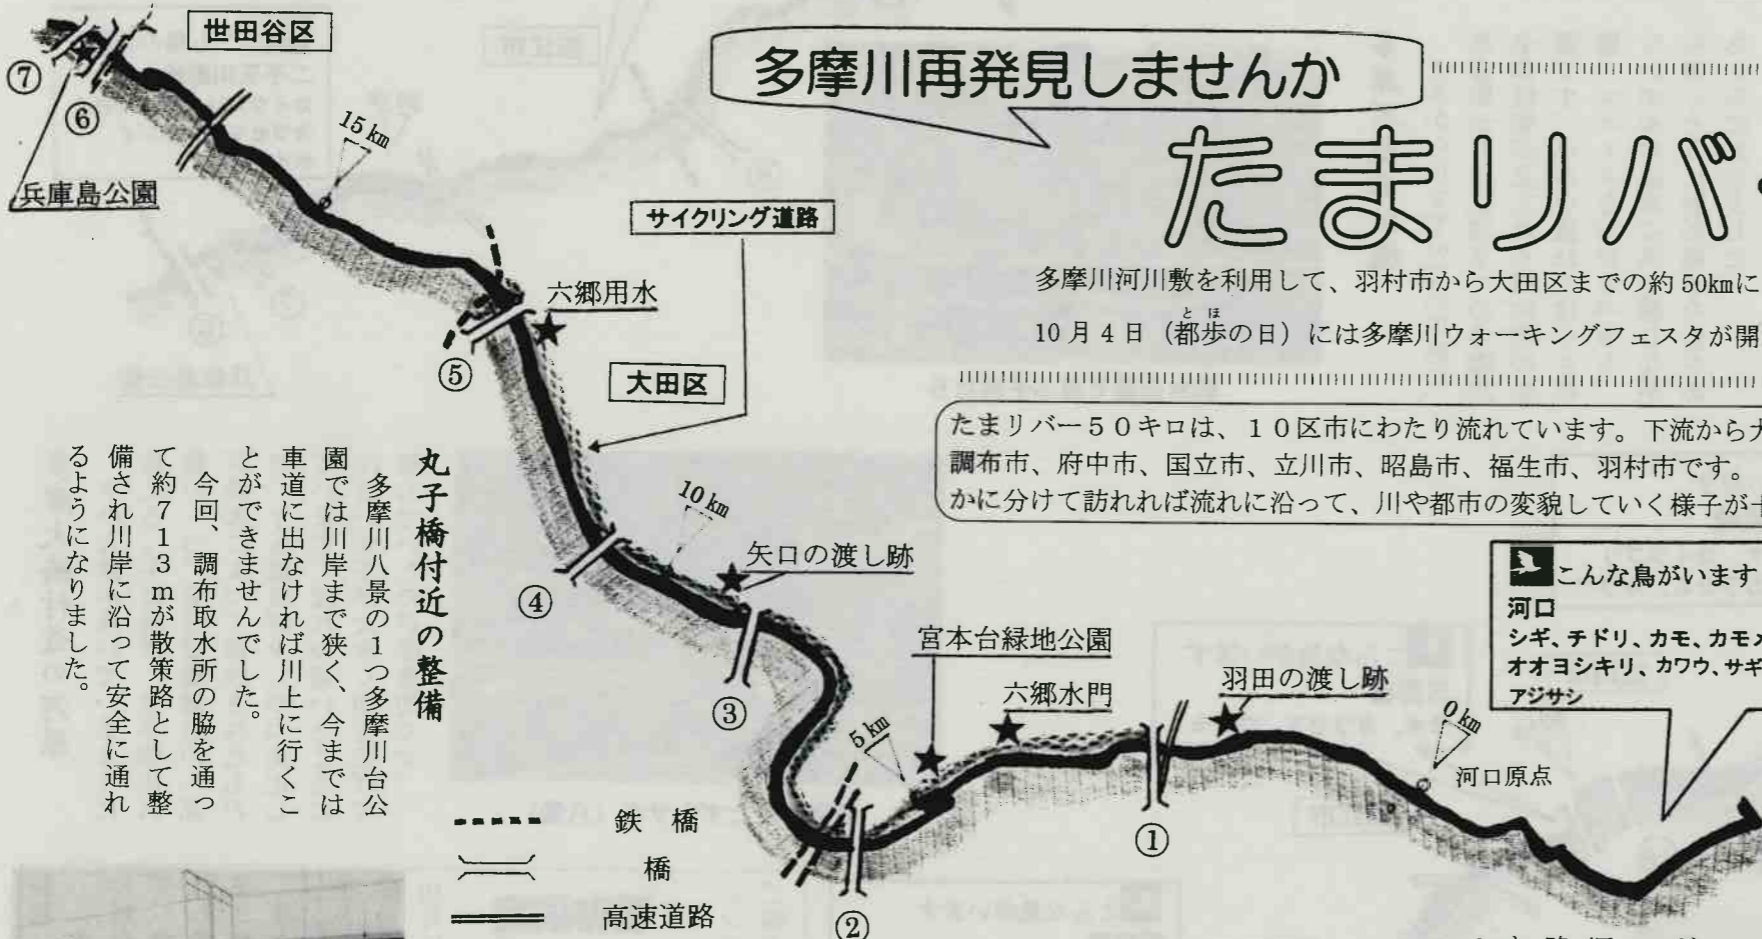 多摩川再発見しませんか
たまリバ
多摩川河川敷を利用して、羽村市から大田区までの約50kmに
10月4日（都歩の日）には多摩川ウォーキングフェスタが開
とほ
たまリバー５０キロは、１０区市にわたり流れています。下流から大
調布市、府中市、国立市、立川市、昭島市、福生市、羽村市です。
かに分けて訪れれば流れに沿って、川や都市の変貌していく様子が
こんな鳥がいます
河口
シギ、チドリ、カモ、カモメ
オオヨシキリ、カワウ、サギ
アジサシ
世田谷区
⑦
⑥
兵庫島公園
15km
サイクリング道路
六郷用水
⑤
大田区
10km
矢口の渡し跡
④
③
宮本台緑地公園
六郷水門
羽田の渡し跡
5km
0km
河口原点
①
②
丸子橋付近の整備
多摩川八景の1つ多摩川台公
園では川岸まで狭く、今までは
車道に出なければ川上に行くこ
とができませんでした。
今回、調布取水所の脇を通っ
て約713mが散策路として整
備され川岸に沿って安全に通れ
るようになりました。
鉄橋
橋
高速道路